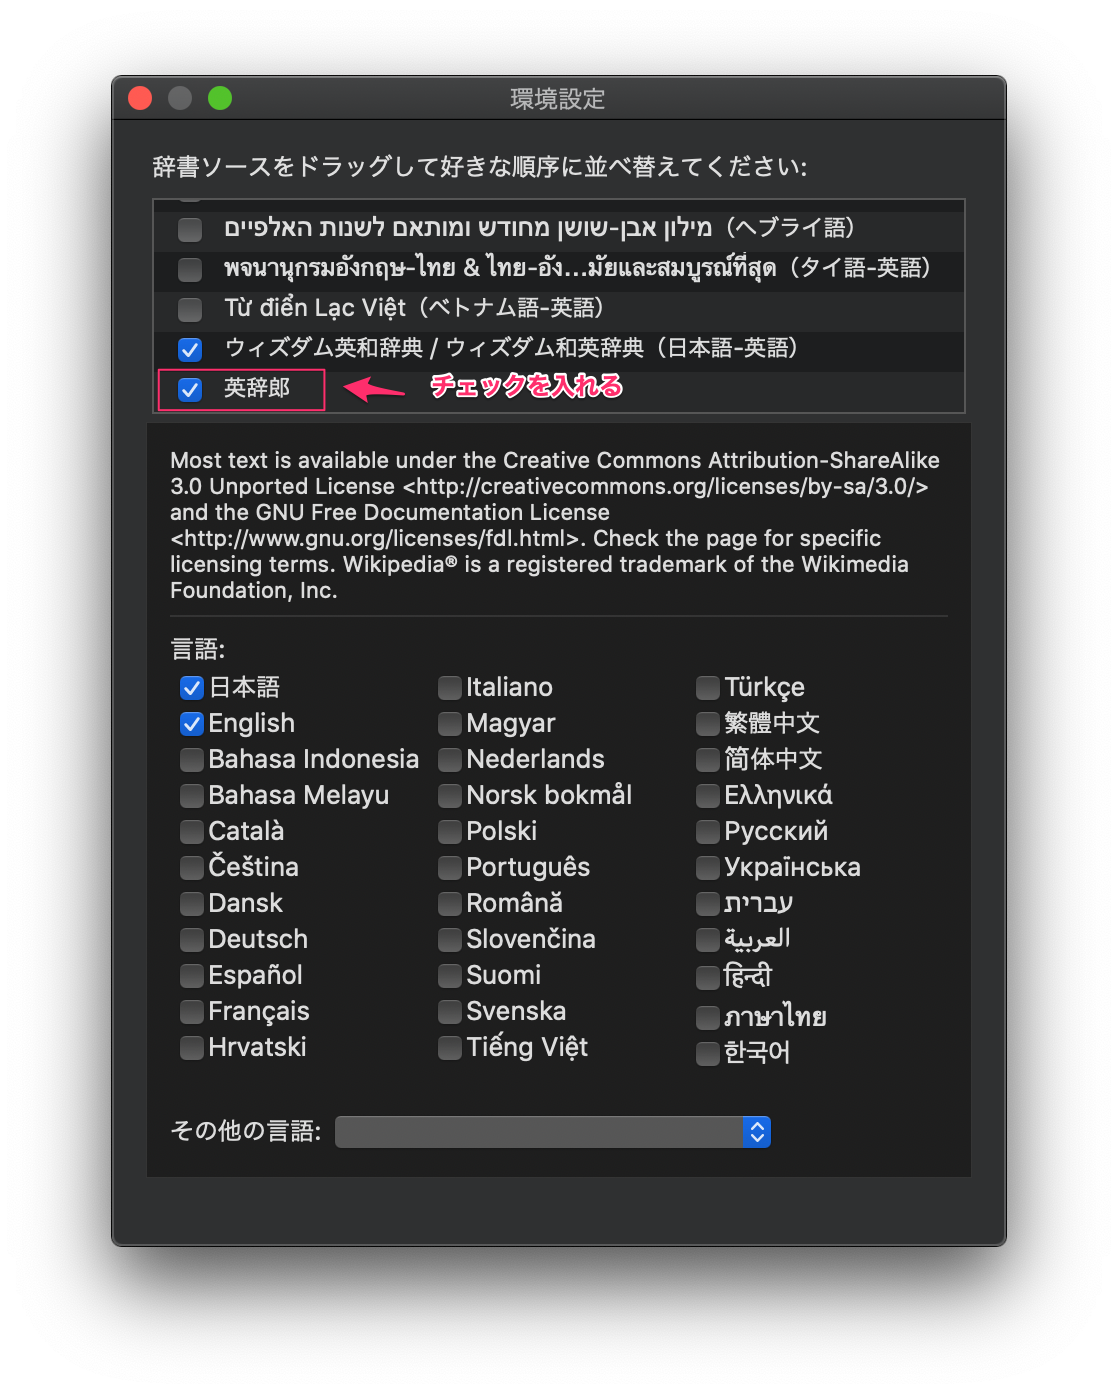 環境設定
辞書ソースをドラッグして好きな順序に並べ替えてください:
מילון אבן-שושן מחודש ומותאם לשנות האלפיים（ヘブライ語）
พจนานุกรมอังกฤษ-ไทย & ไทย-อัง...มัยและสมบูรณ์ที่สุด（タイ語-英語）
Từ điển Lạc Việt（ベトナム語-英語）
ウィズダム英和辞典 / ウィズダム和英辞典（日本語-英語）
英辞郎 チェックを入れる
Most text is available under the Creative Commons Attribution-ShareAlike
3.0 Unported License <http://creativecommons.org/licenses/by-sa/3.0/>
and the GNU Free Documentation License
<http://www.gnu.org/licenses/fdl.html>. Check the page for specific
licensing terms. Wikipedia® is a registered trademark of the Wikimedia
Foundation, Inc.
言語:
日本語
English
Bahasa Indonesia
Bahasa Melayu
Català
Čeština
Dansk
Deutsch
Español
Français
Hrvatski
Italiano
Magyar
Nederlands
Norsk bokmål
Polski
Português
Română
Slovenčina
Suomi
Svenska
Tiếng Việt
Türkçe
繁體中文
简体中文
Ελληνικά
Русский
Українська
עברית
العربية
हिन्दी
ภาษาไทย
한국어
その他の言語: